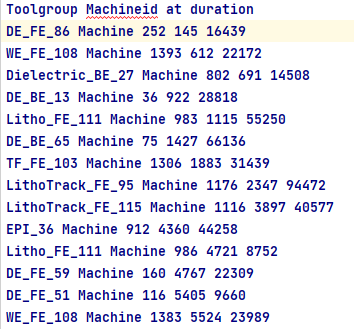 Toolgroup Machineid at duration
DE_FE_86 Machine 252 145 16439
WE_FE_108 Machine 1393 612 22172
Dielectric_BE_27 Machine 802 691 14508
DE_BE_13 Machine 36 922 28818
Litho_FE_111 Machine 983 1115 55250
DE_BE_65 Machine 75 1427 66136
TF_FE_103 Machine 1306 1883 31439
LithoTrack_FE_95 Machine 1176 2347 94472
LithoTrack_FE_115 Machine 1116 3897 40577
EPI_36 Machine 912 4360 44258
Litho_FE_111 Machine 986 4721 8752
DE_FE_59 Machine 160 4767 22309
DE_FE_51 Machine 116 5405 9660
WE_FE_108 Machine 1383 5524 23989